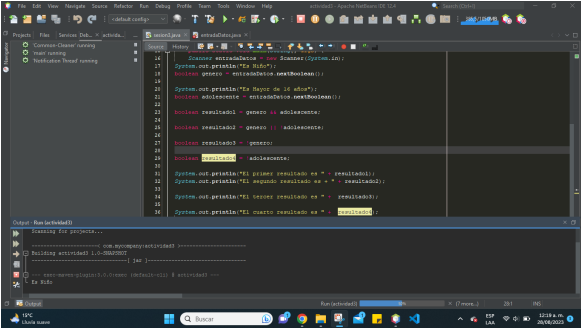 File Edit View Navigate Source Refactor Run Debug Profile Team Tools Window Help
actividad3 - Apache NetBeans IDE 12.4
Search (Ctrl+I)
<default config>
Projects Files Services Deb... × activida...
sesion1.java × entradaDatos.java ×
Navigator
'Common-Cleaner' running
'main' running
'Notification Thread' running
Source History
16 Scanner entradaDatos = new Scanner(System.in);
17 System.out.println("Es Niño");
18 boolean genero = entradaDatos.nextBoolean();
19
20 System.out.println("Es Mayor de 16 años");
21 boolean adolescente = entradaDatos.nextBoolean();
22
23 boolean resultado1 = genero && adolescente;
24
25 boolean resultado2 = genero || !adolescente;
26
27 boolean resultado3 = !genero;
28
29 boolean resultado4 = !adolescente;
30
31 System.out.println("El primer resultado es " + resultado1);
32 System.out.println("El segundo resultado es + " + resultado2);
33
34 System.out.println("El tercer resultado es " + resultado3);
35
36 System.out.println("El cuarto resultado es " + resultado4);
Output - Run (actividad3) ×
Scanning for projects...
-------------------< com.mycompany:actividad3 >-------------------
Building actividad3 1.0-SNAPSHOT
--------------------------------[ jar ]---------------------------------
--- exec-maven-plugin:3.0.0:exec (default-cli) @ actividad3 ---
Es Niño
Output
Run (actividad3)
(7 more...)
28:1
INS
19°C
Lluvia suave
Buscar
ESP
LAA
12:19 a. m.
28/08/2023